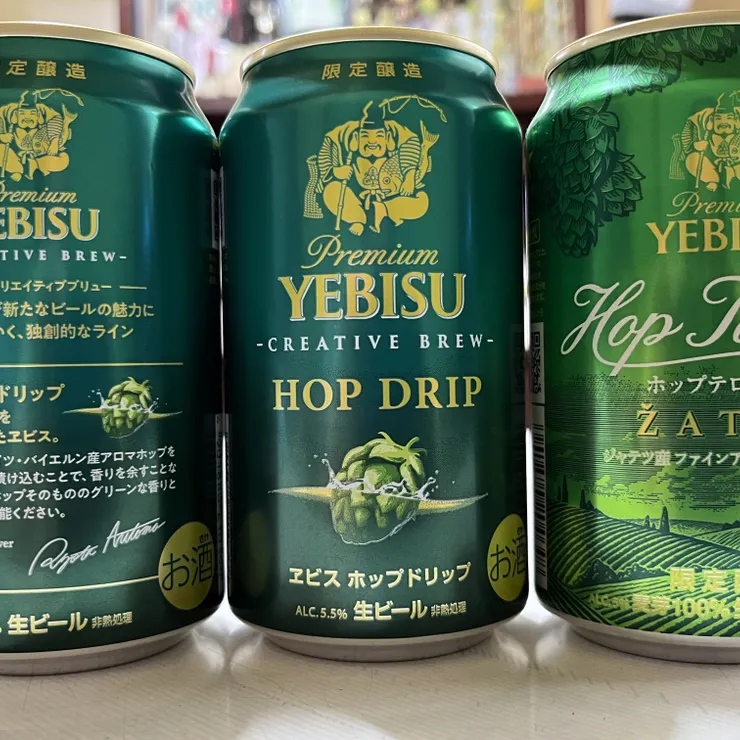 定醸造
Premium
EBISU
EATIVE BREW-
リエイティブブリュー
新たなビールの魅力に
く、独創的なライン
ドリップ
を
たヱビス。
ツ・バイエルン産アロマホップを
漬け込むことで、香りを余すことな
ホップそのもののグリーンな香りと
能ください。
お酒
生ビール 非熱処理
限定醸造
Premium
YEBISU
-CREATIVE BREW-
HOP DRIP
ヱビス ホップドリップ
ALC.5.5% 生ビール 非熱処理
お酒
Premium
YEBI
Hop
ホップテロ
ŽAT
ジャテツ産 ファインア
限定
麦芽100%